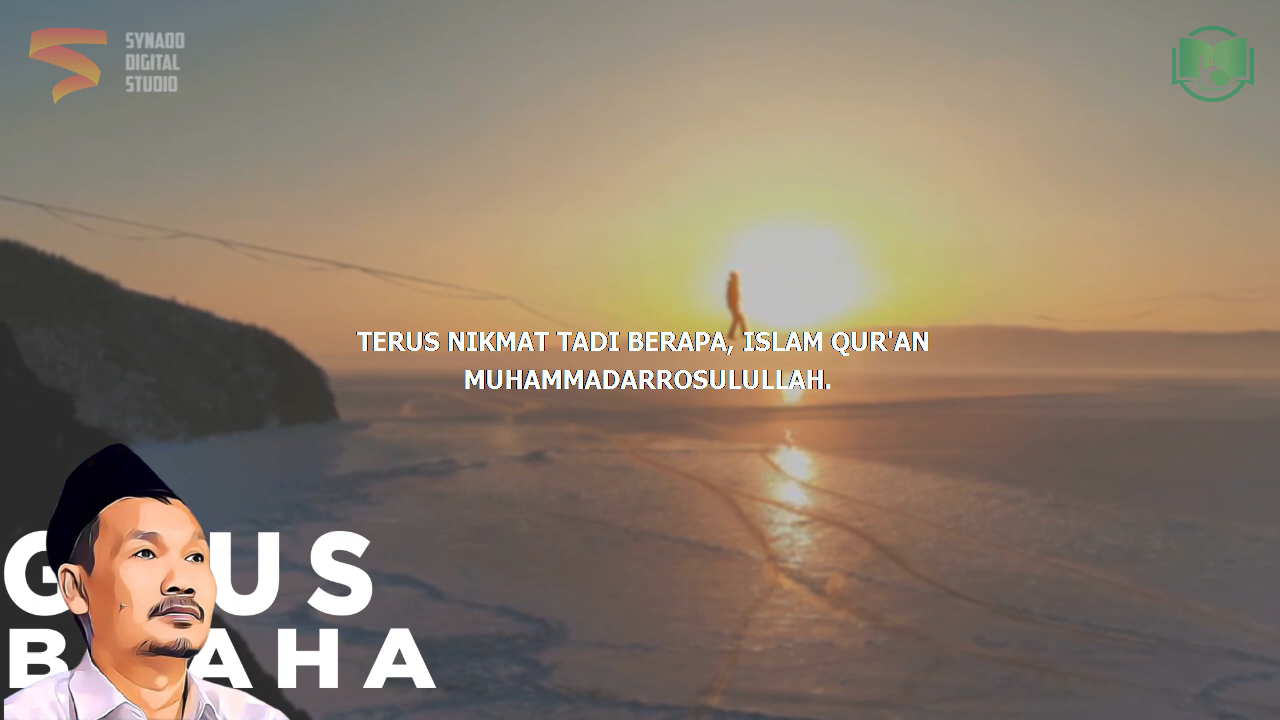 SYNADO
DIGITAL
STUDIO
TERUS NIKMAT TADI BERAPA, ISLAM QUR'AN
MUHAMMADARROSULULLAH.
GUS
BAHA